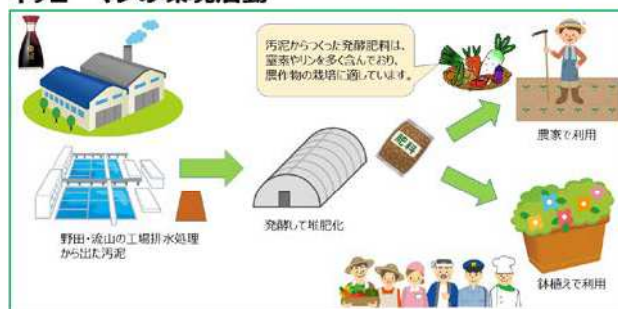 汚泥からつくった発酵肥料は、
窒素やリンを多く含んでおり、
農作物の栽培に適しています。
肥料
農家で利用
発酵して堆肥化
野田・流山の工場排水処理
から出た汚泥
鉢植えで利用